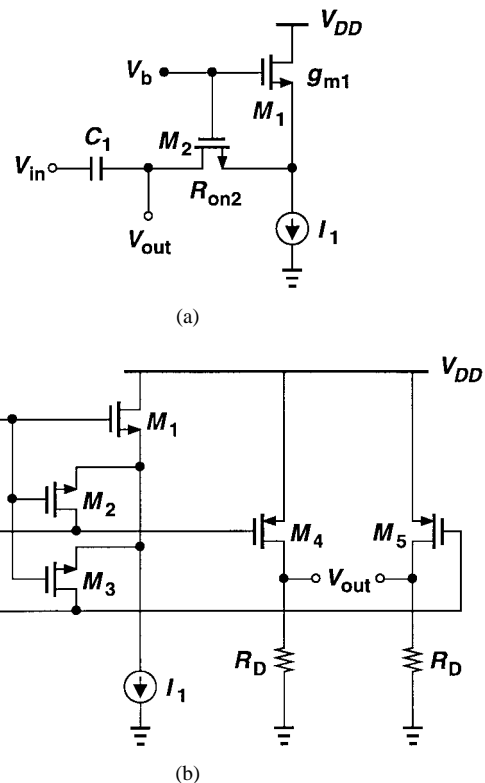 V_DD
V_b
g_m1
M_1
C_1
M_2
V_in
R_on2
V_out
I_1
(a)
V_DD
M_1
M_2
M_4
M_5
M_3
V_out
R_D
R_D
I_1
(b)